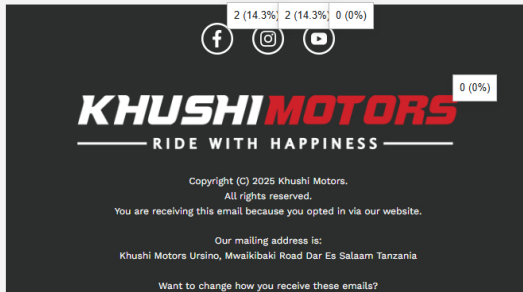 2 (14.3%) 2 (14.3%) 0 (0%)
0 (0%)
KHUSHI MOTORS
RIDE WITH HAPPINESS
Copyright (C) 2025 Khushi Motors.
All rights reserved.
You are receiving this email because you opted in via our website.
Our mailing address is:
Khushi Motors Ursino, Mwaikibaki Road Dar Es Salaam Tanzania
Want to change how you receive these emails?